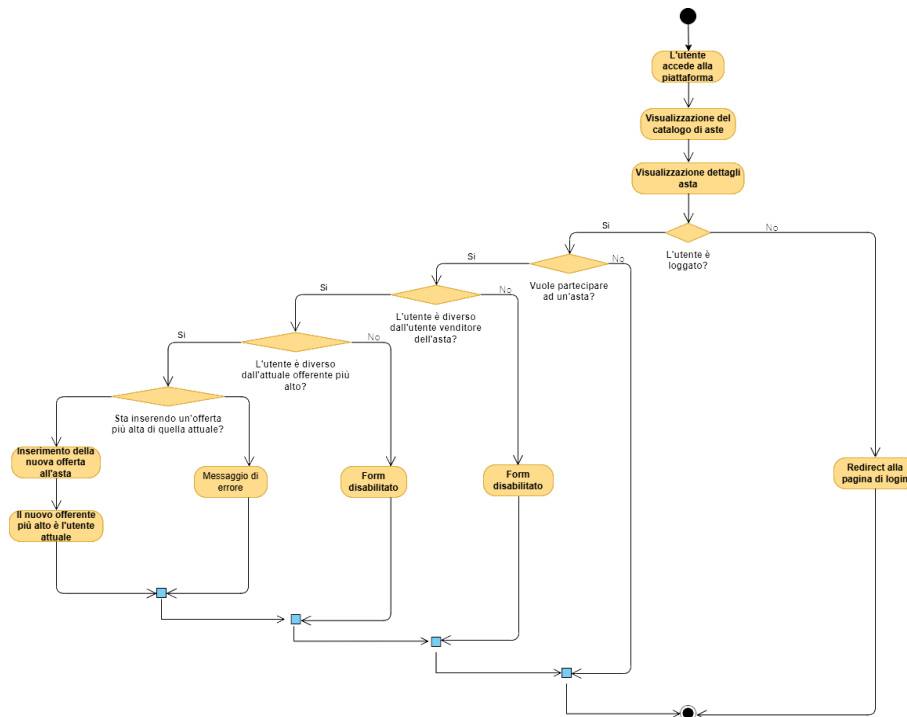 L'utente
accede alla
piattaforma
Visualizzazione del
catalogo di aste
Visualizzazione dettagli
asta
Si
No
L'utente è
loggato?
Si
No
Vuole partecipare
ad un'asta?
Si
No
L'utente è diverso
dall'utente venditore
dell'asta?
Si
No
L'utente è diverso
dall'attuale offerente più
alto?
Sta inserendo un'offerta
più alta di quella attuale?
Inserimento della
nuova offerta
all'asta
Messaggio di
errore
Form
disabilitato
Form
disabilitato
Redirect alla
pagina di login
Il nuovo offerente
più alto è l'utente
attuale